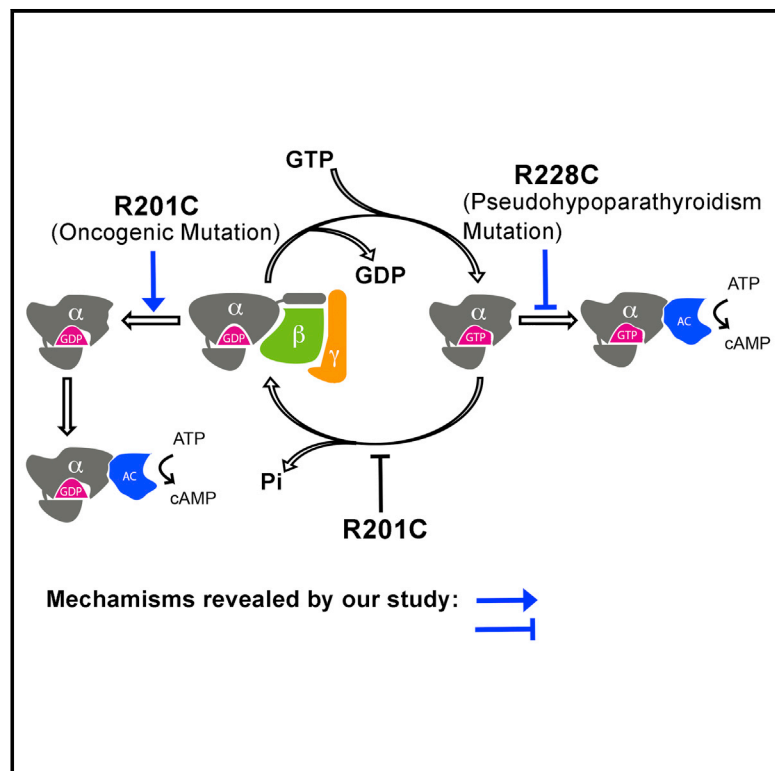 GTP
R201C
(Oncogenic Mutation)
R228C
(Pseudohypoparathyroidism
Mutation)
GDP
α
GDP
α
GDP
β
γ
α
GTP
α
GTP
AC
ATP
cAMP
α
GDP
AC
ATP
cAMP
Pi
R201C
Mechamisms revealed by our study: